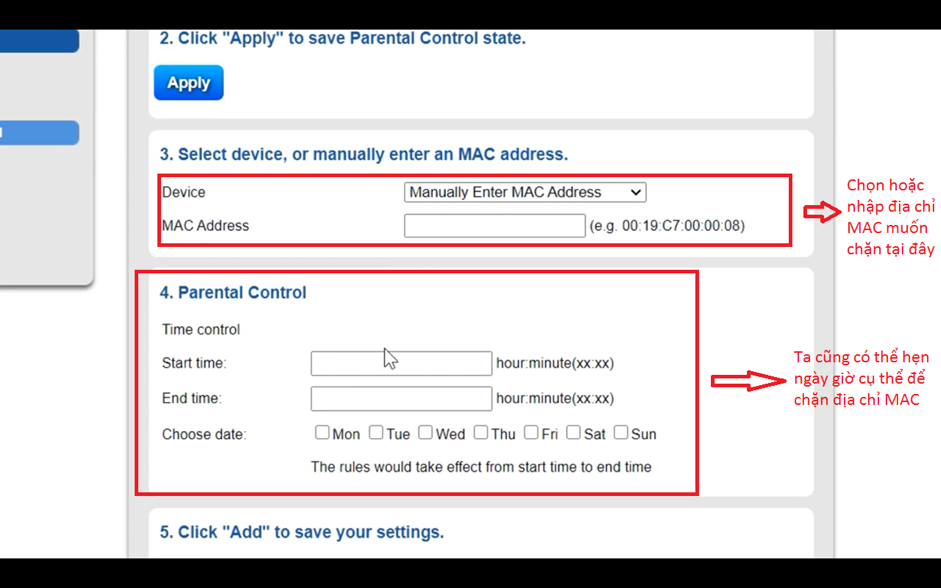 2. Click "Apply" to save Parental Control state.
Apply
3. Select device, or manually enter an MAC address.
Device Manually Enter MAC Address
MAC Address (e.g. 00:19:C7:00:00:08)
Chọn hoặc
nhập địa chỉ
MAC muốn
chặn tại đây
4. Parental Control
Time control
Start time: hour:minute(xx:xx)
End time: hour:minute(xx:xx)
Choose date: Mon Tue Wed Thu Fri Sat Sun
The rules would take effect from start time to end time
Ta cũng có thể hẹn
ngày giờ cụ thể để
chặn địa chỉ MAC
5. Click "Add" to save your settings.